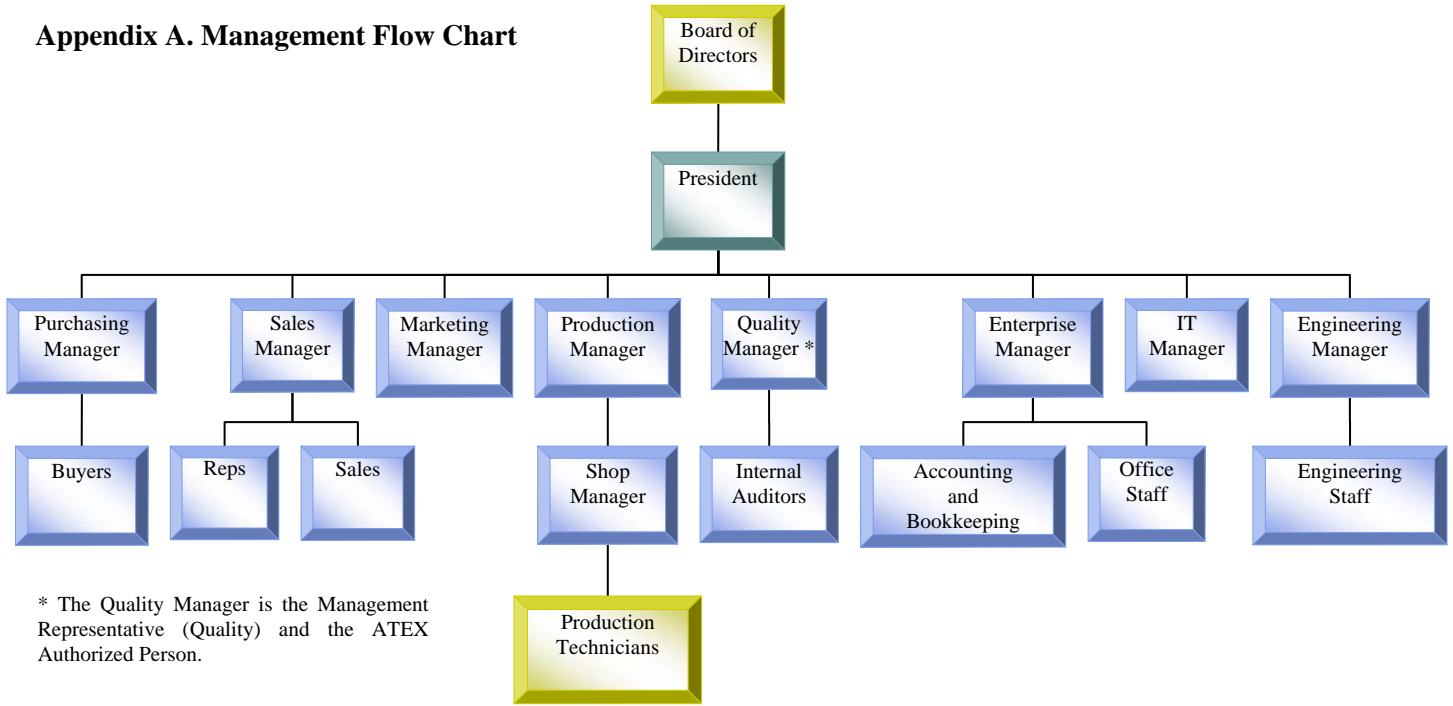 Appendix A. Management Flow Chart
Board of
Directors
President
Purchasing
Manager
Sales
Manager
Marketing
Manager
Production
Manager
Quality
Manager *
Enterprise
Manager
IT
Manager
Engineering
Manager
Buyers
Reps
Sales
Shop
Manager
Internal
Auditors
Accounting
and
Bookkeeping
Office
Staff
Engineering
Staff
Production
Technicians
* The Quality Manager is the Management
Representative (Quality) and the ATEX
Authorized Person.